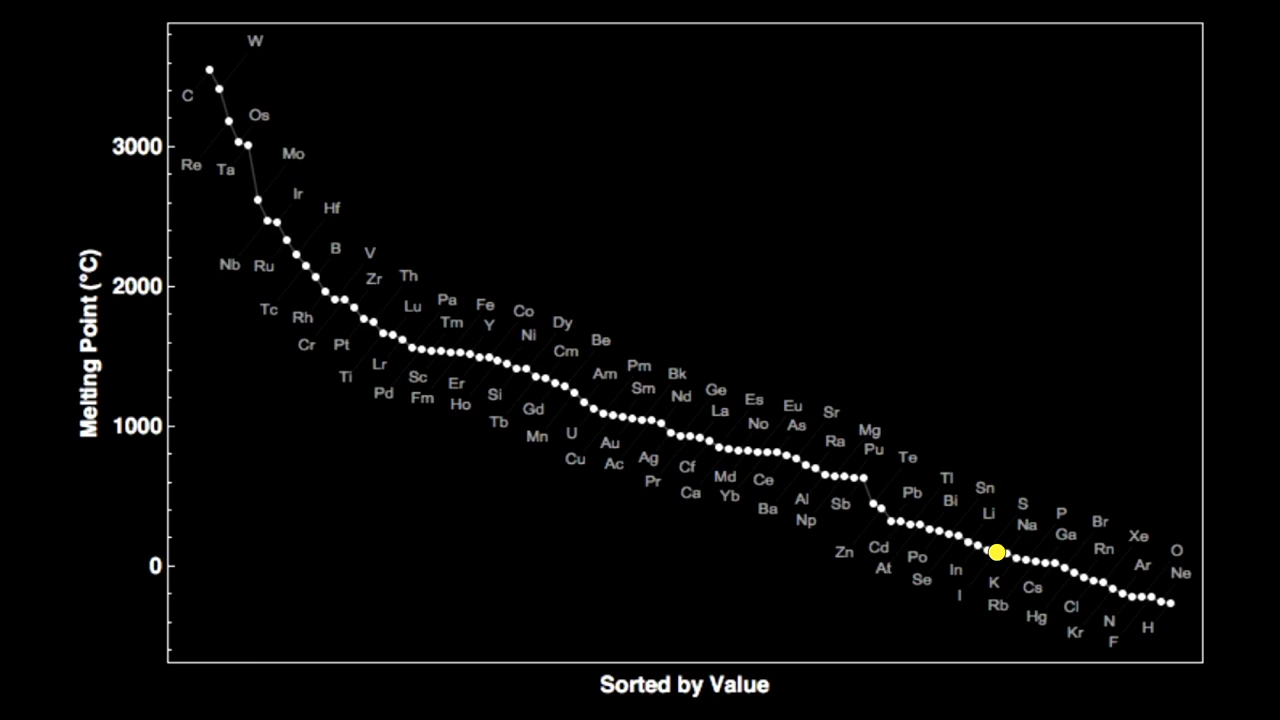 W
C
Os
3000
Mo
Re
Ta
Ir
Hf
B
V
Nb
Ru
Zr
Th
2000
Pa
Fe
Lu
Co
Tc
Rh
Tm
Y
Dy
Ni
Be
Cr
Pt
Cm
Lr
Pm
Bk
Am
Ti
Sc
Er
Sm
Ge
Pd
Fm
Si
Nd
Es
Ho
Gd
La
Eu
Sr
Tb
No
As
Mg
1000
Mn
U
Au
Ra
Pu
Cu
Ac
Ag
Cf
Te
Pr
Md
Ce
Tl
Ca
Yb
Al
Pb
Sn
Ba
Np
Sb
Bi
S
Li
P
Na
Br
Ga
Xe
Zn
Cd
Rn
O
Po
0
At
In
Ar
Ne
Se
K
Cs
I
Rb
Cl
Hg
N
Kr
H
F
Melting Point (°C)
Sorted by Value